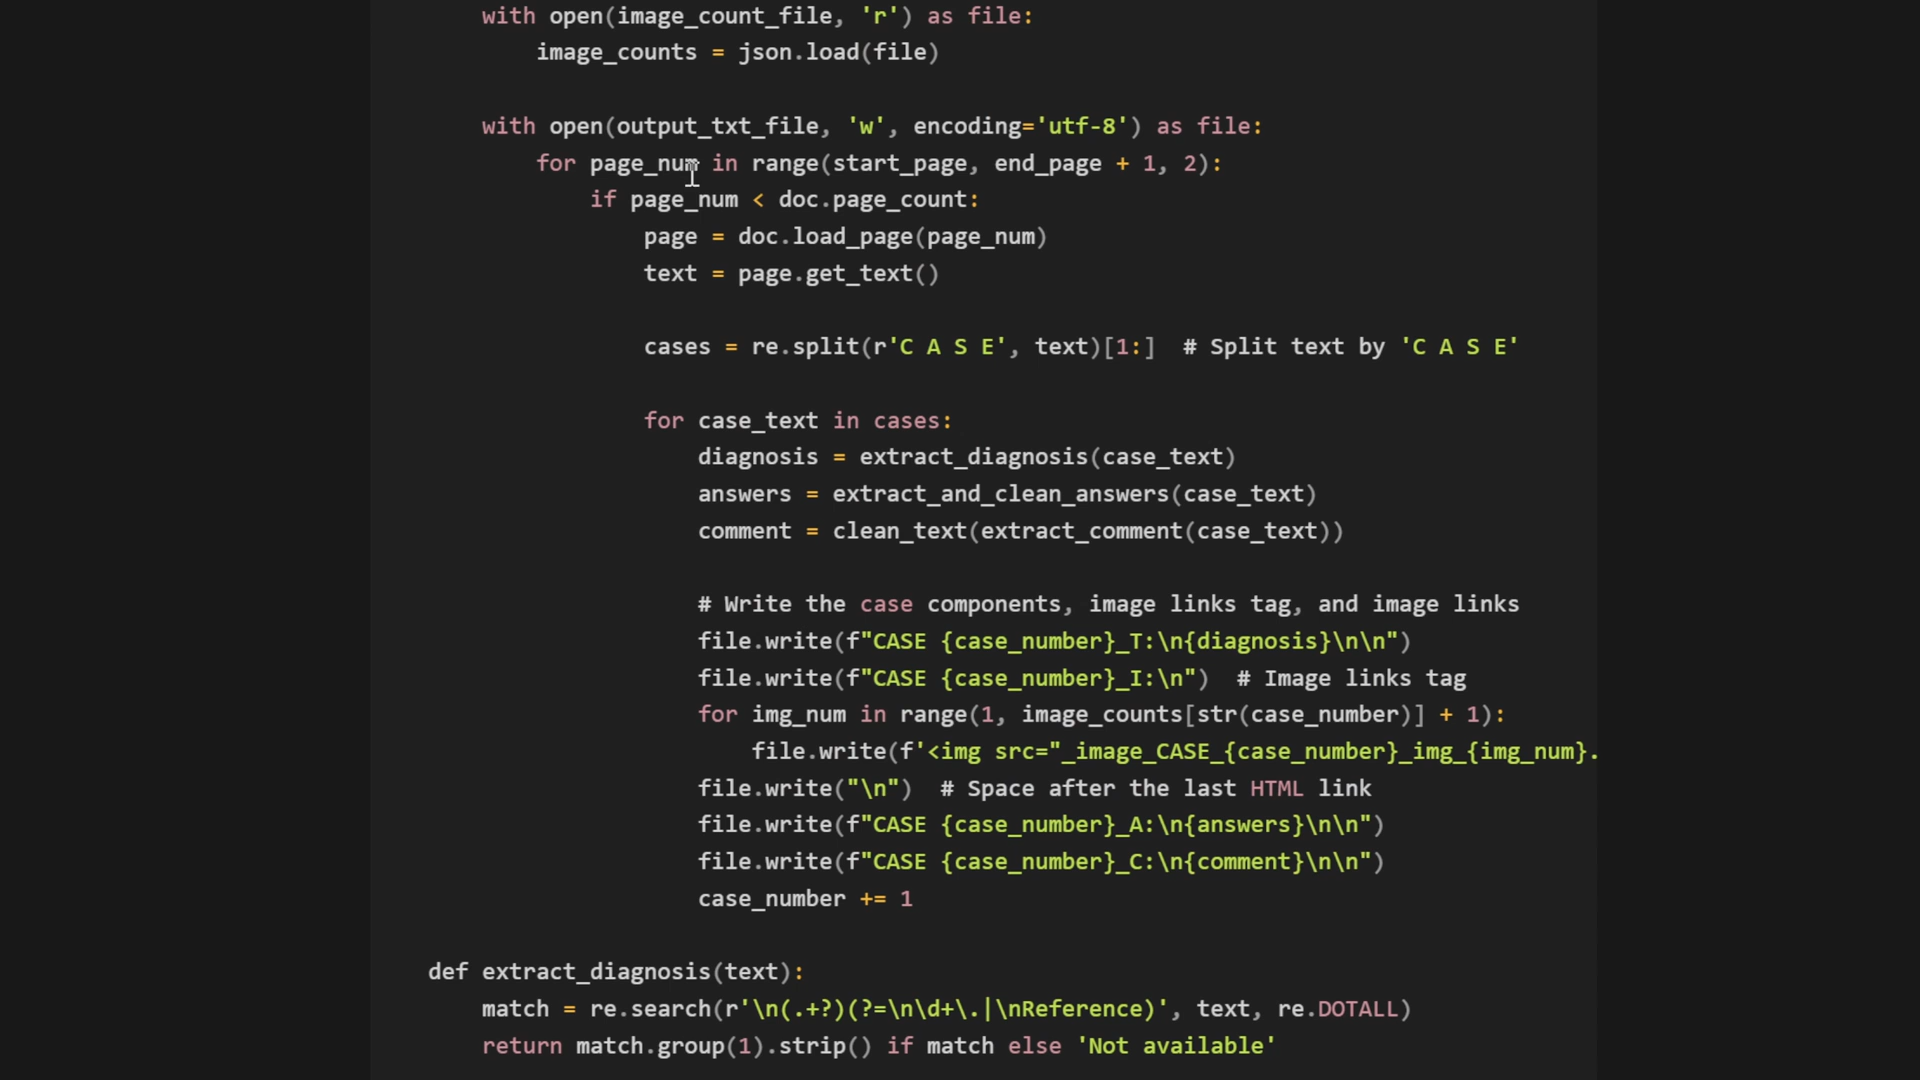 with open(image_count_file, 'r') as file:
image_counts = json.load(file)
with open(output_txt_file, 'w', encoding='utf-8') as file:
for page_num in range(start_page, end_page + 1, 2):
if page_num < doc.page_count:
page = doc.load_page(page_num)
text = page.get_text()
cases = re.split(r'C A S E', text)[1:]  # Split text by 'C A S E'
for case_text in cases:
diagnosis = extract_diagnosis(case_text)
answers = extract_and_clean_answers(case_text)
comment = clean_text(extract_comment(case_text))
# Write the case components, image links tag, and image links
file.write(f"CASE {case_number}_T:\n{diagnosis}\n\n")
file.write(f"CASE {case_number}_I:\n")  # Image links tag
for img_num in range(1, image_counts[str(case_number)] + 1):
file.write(f'<img src="_image_CASE_{case_number}_img_{img_num}.
file.write("\n")  # Space after the last HTML link
file.write(f"CASE {case_number}_A:\n{answers}\n\n")
file.write(f"CASE {case_number}_C:\n{comment}\n\n")
case_number += 1
def extract_diagnosis(text):
match = re.search(r'\n(.+?)(?=\n\d+\.|\nReference)', text, re.DOTALL)
return match.group(1).strip() if match else 'Not available'